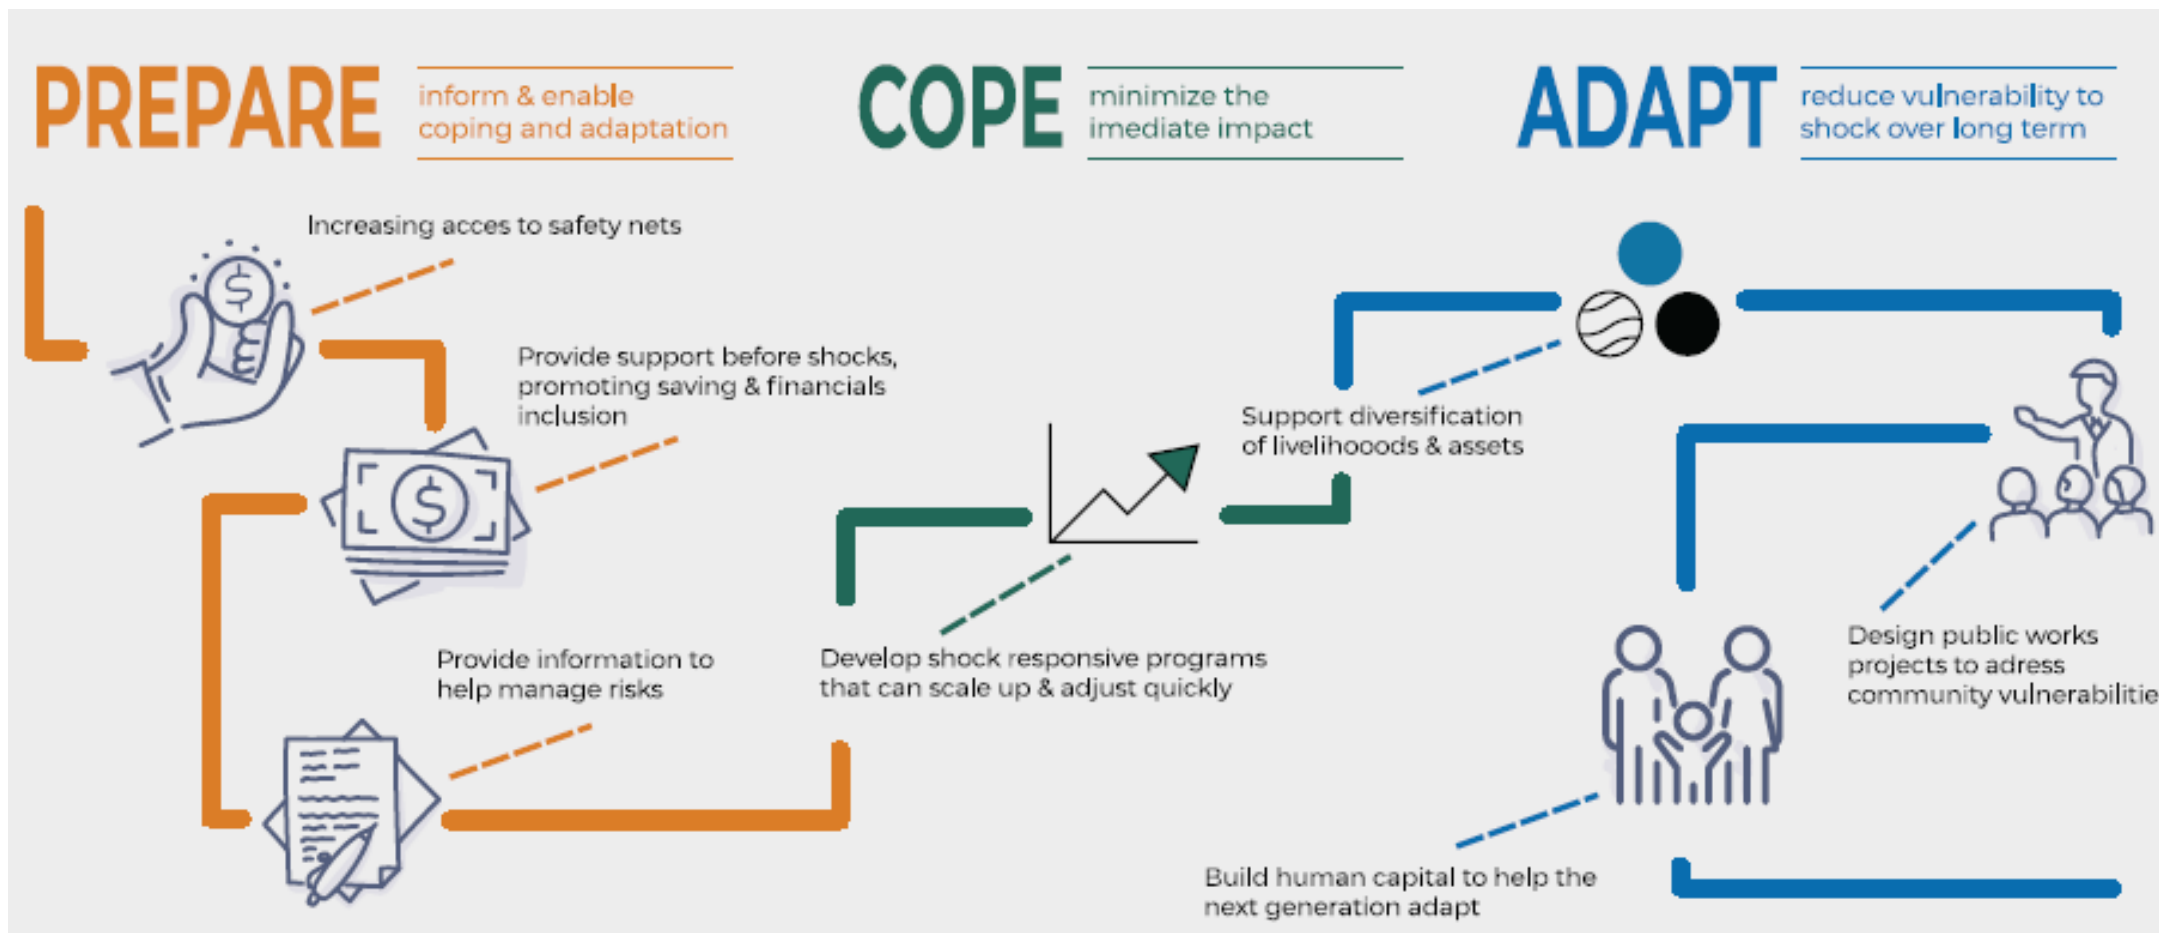 PREPARE
inform & enable
coping and adaptation
COPE
minimize the
imediate impact
ADAPT
reduce vulnerability to
shock over long term
Increasing acces to safety nets
$
Provide support before shocks,
promoting saving & financials
inclusion
$
Provide information to
help manage risks
Develop shock responsive programs
that can scale up & adjust quickly
Support diversification
of livelihooods & assets
Design public works
projects to adress
community vulnerabilitie
Build human capital to help the
next generation adapt